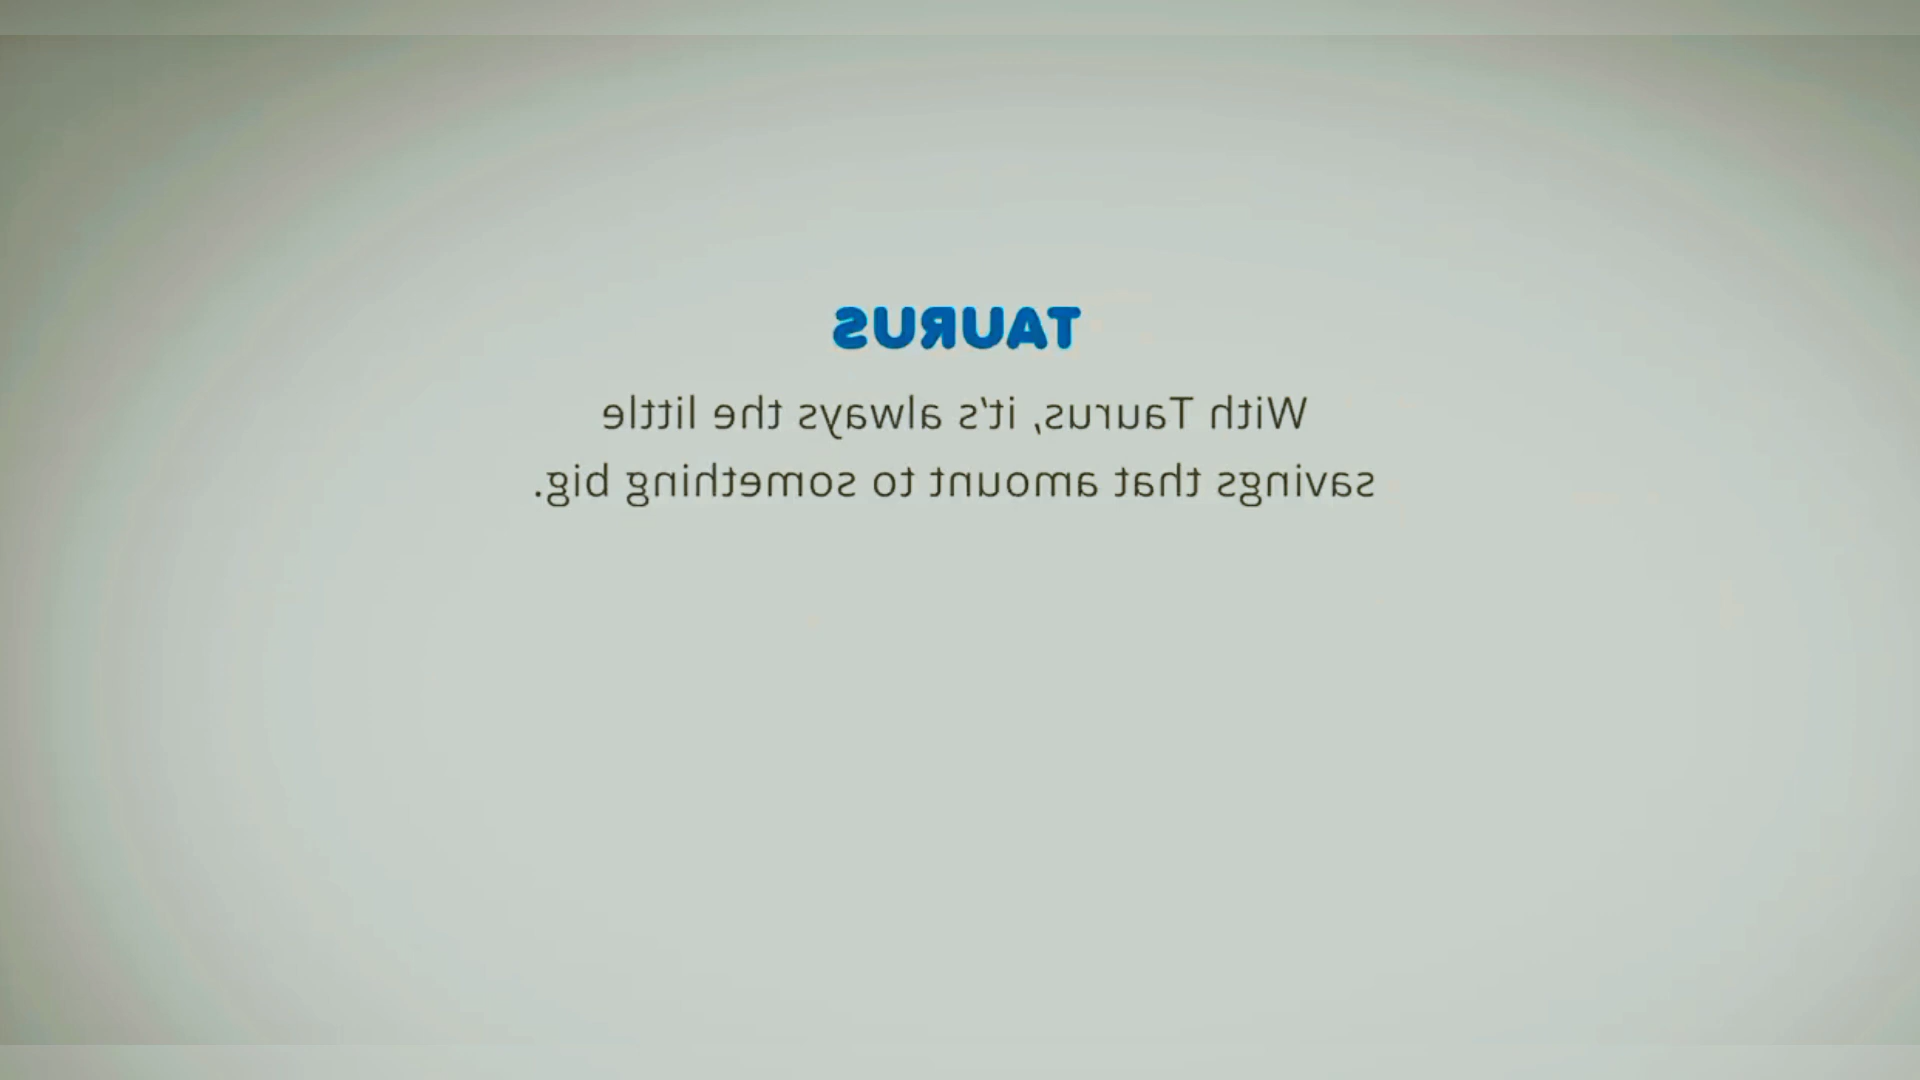 TAURUS
With Taurus, it's always the little
savings that amount to something big.